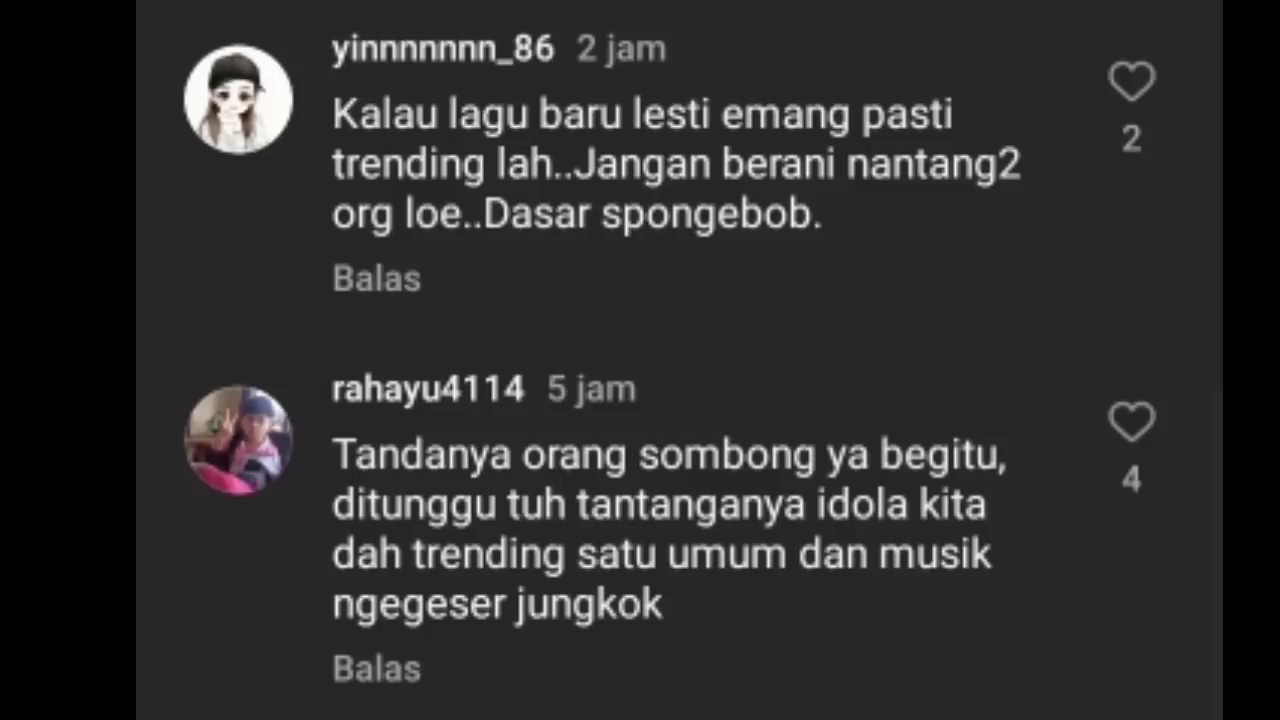 yinnnnnnn_86 2 jam
Kalau lagu baru lesti emang pasti
trending lah..Jangan berani nantang2
org loe..Dasar spongebob.
2
Balas
rahayu4114 5 jam
Tandanya orang sombong ya begitu,
ditunggu tuh tantanganya idola kita
dah trending satu umum dan musik
ngegeser jungkok
4
Balas